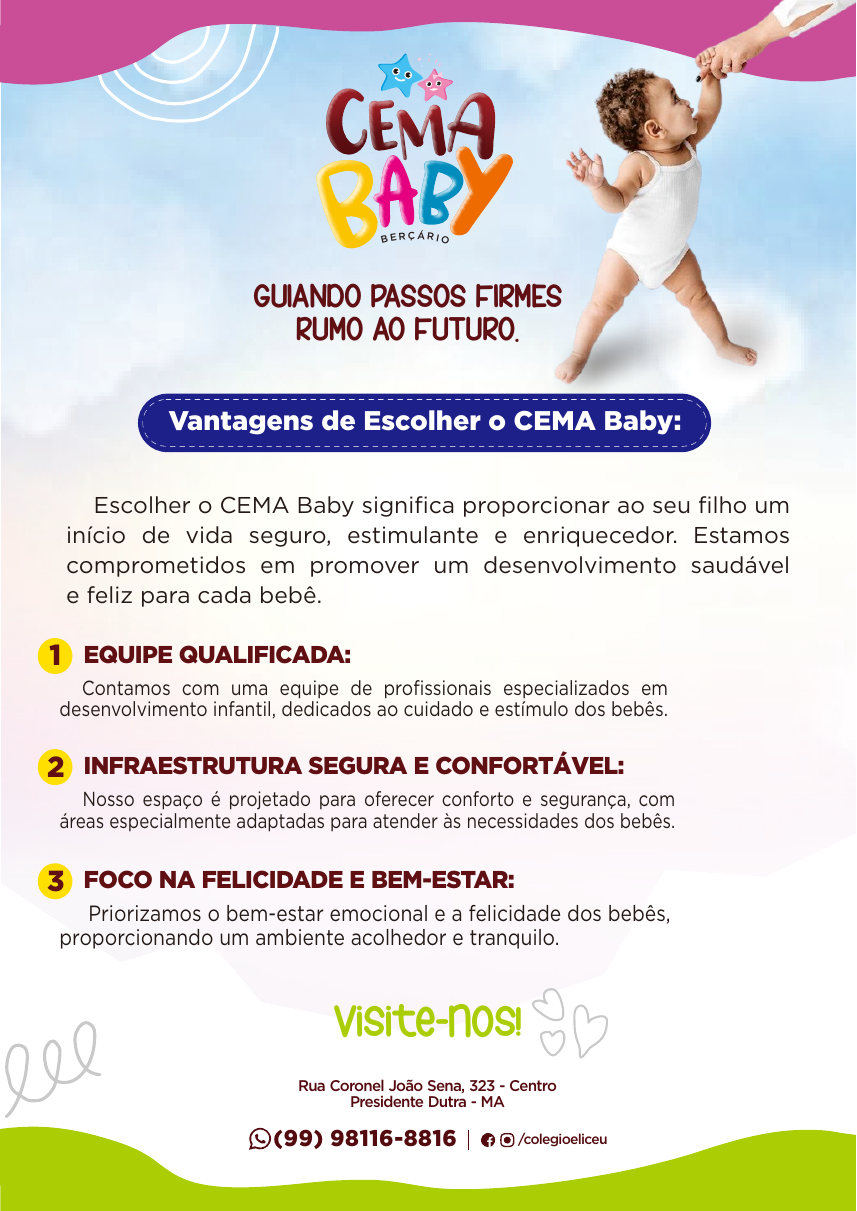 CEMA
BABY
BERÇÁRIO
GUIANDO PASSOS FIRMES
RUMO AO FUTURO.
Vantagens de Escolher o CEMA Baby:
Escolher o CEMA Baby significa proporcionar ao seu filho um
início de vida seguro, estimulante e enriquecedor. Estamos
comprometidos em promover um desenvolvimento saudável
e feliz para cada bebê.
1 EQUIPE QUALIFICADA:
Contamos com uma equipe de profissionais especializados em
desenvolvimento infantil, dedicados ao cuidado e estímulo dos bebês.
2 INFRAESTRUTURA SEGURA E CONFORTÁVEL:
Nosso espaço é projetado para oferecer conforto e segurança, com
áreas especialmente adaptadas para atender às necessidades dos bebês.
3 FOCO NA FELICIDADE E BEM-ESTAR:
Priorizamos o bem-estar emocional e a felicidade dos bebês,
proporcionando um ambiente acolhedor e tranquilo.
Visite-nos!
Rua Coronel João Sena, 323 - Centro
Presidente Dutra - MA
(99) 98116-8816 | /colegioeliceu